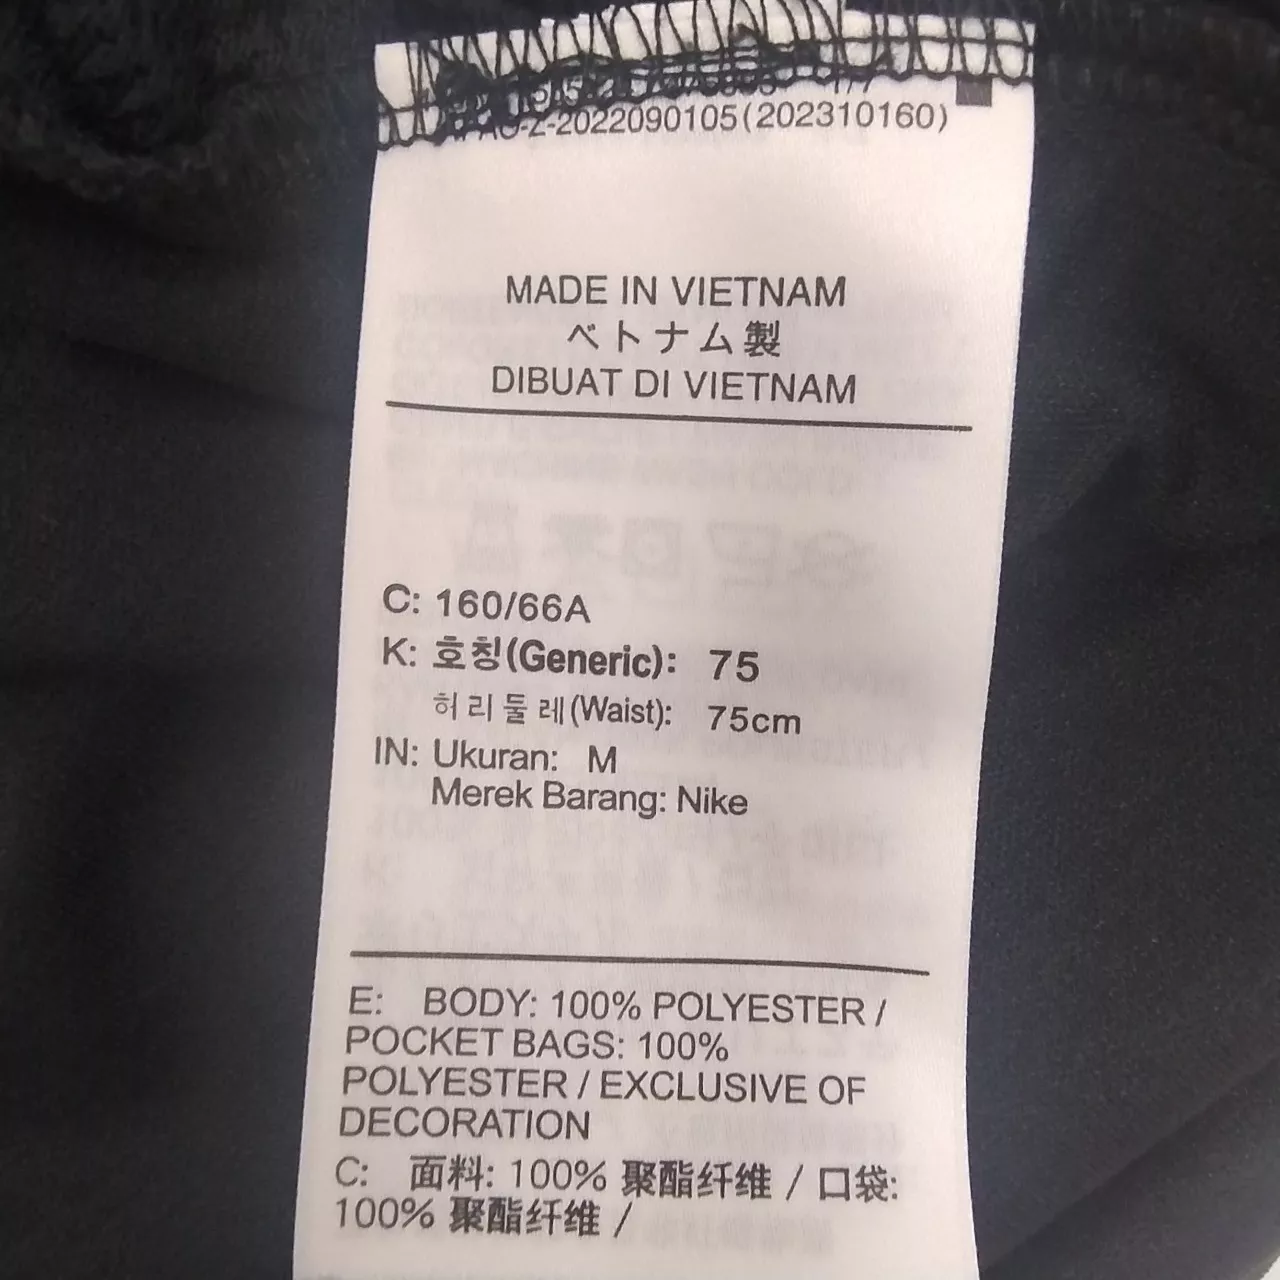 -Z-2022090105(202310160)
MADE IN VIETNAM
ベトナム製
DIBUAT DI VIETNAM
C: 160/66A
K: 호칭(Generic): 75
허리둘레(Waist): 75cm
IN: Ukuran: M
Merek Barang: Nike
E: BODY: 100% POLYESTER /
POCKET BAGS: 100%
POLYESTER / EXCLUSIVE OF
DECORATION
C: 面料: 100% 聚酯纤维 / 口袋:
100% 聚酯纤维 /